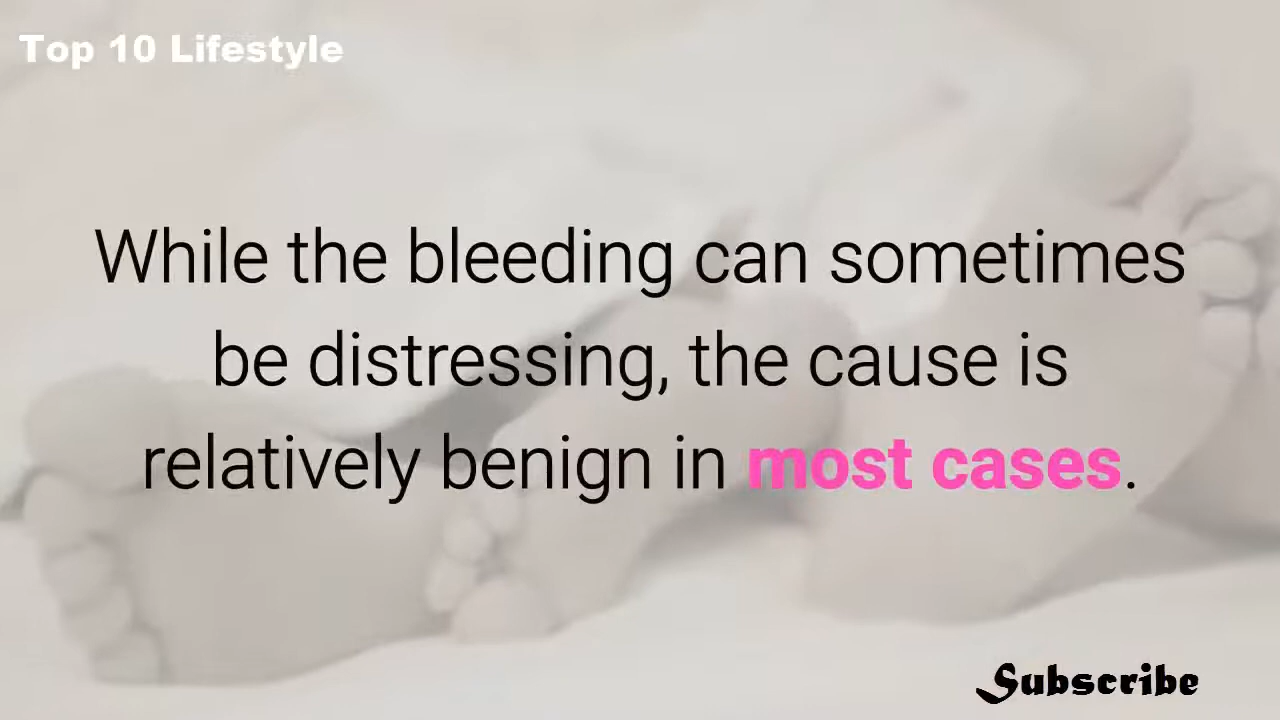 Top 10 Lifestyle
While the bleeding can sometimes
be distressing, the cause is
relatively benign in most cases.
Subscribe